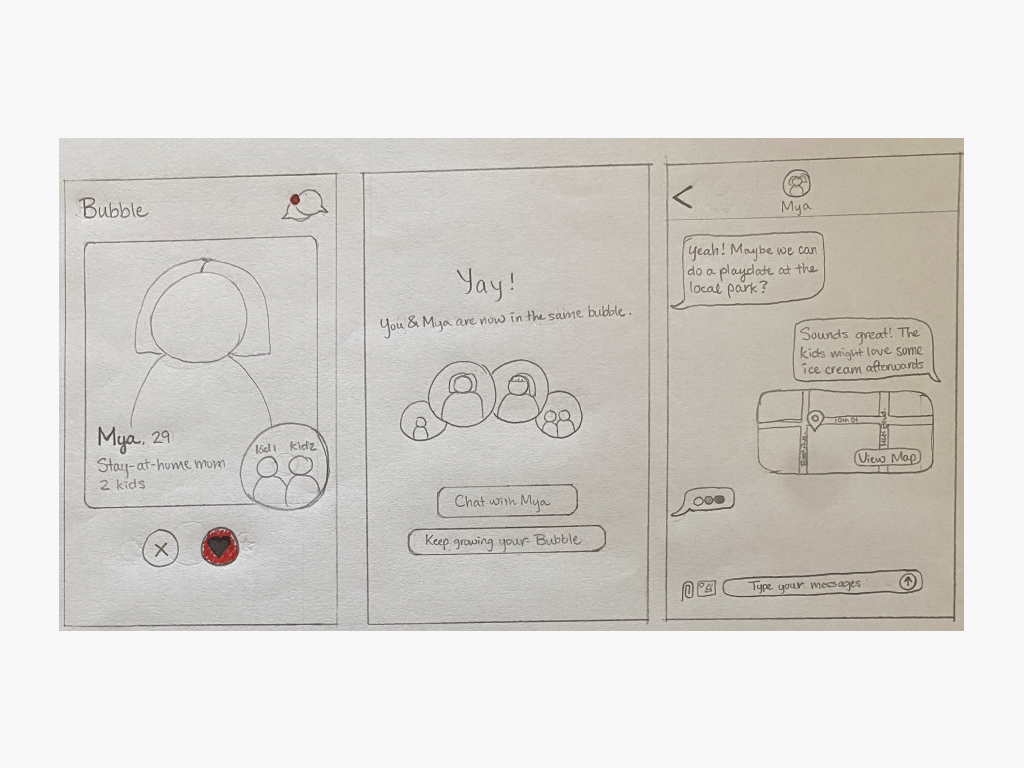 Bubble
kid1 kid2
Mya, 29
Stay-at-home mom
2 kids
Yay!
You & Mya are now in the same bubble.
Chat with Mya
Keep growing your Bubble
Mya
Yeah! Maybe we can
do a playdate at the
local park?
Sounds great! The
kids might love some
ice cream afterwards
10th St
View Map
Type your messages